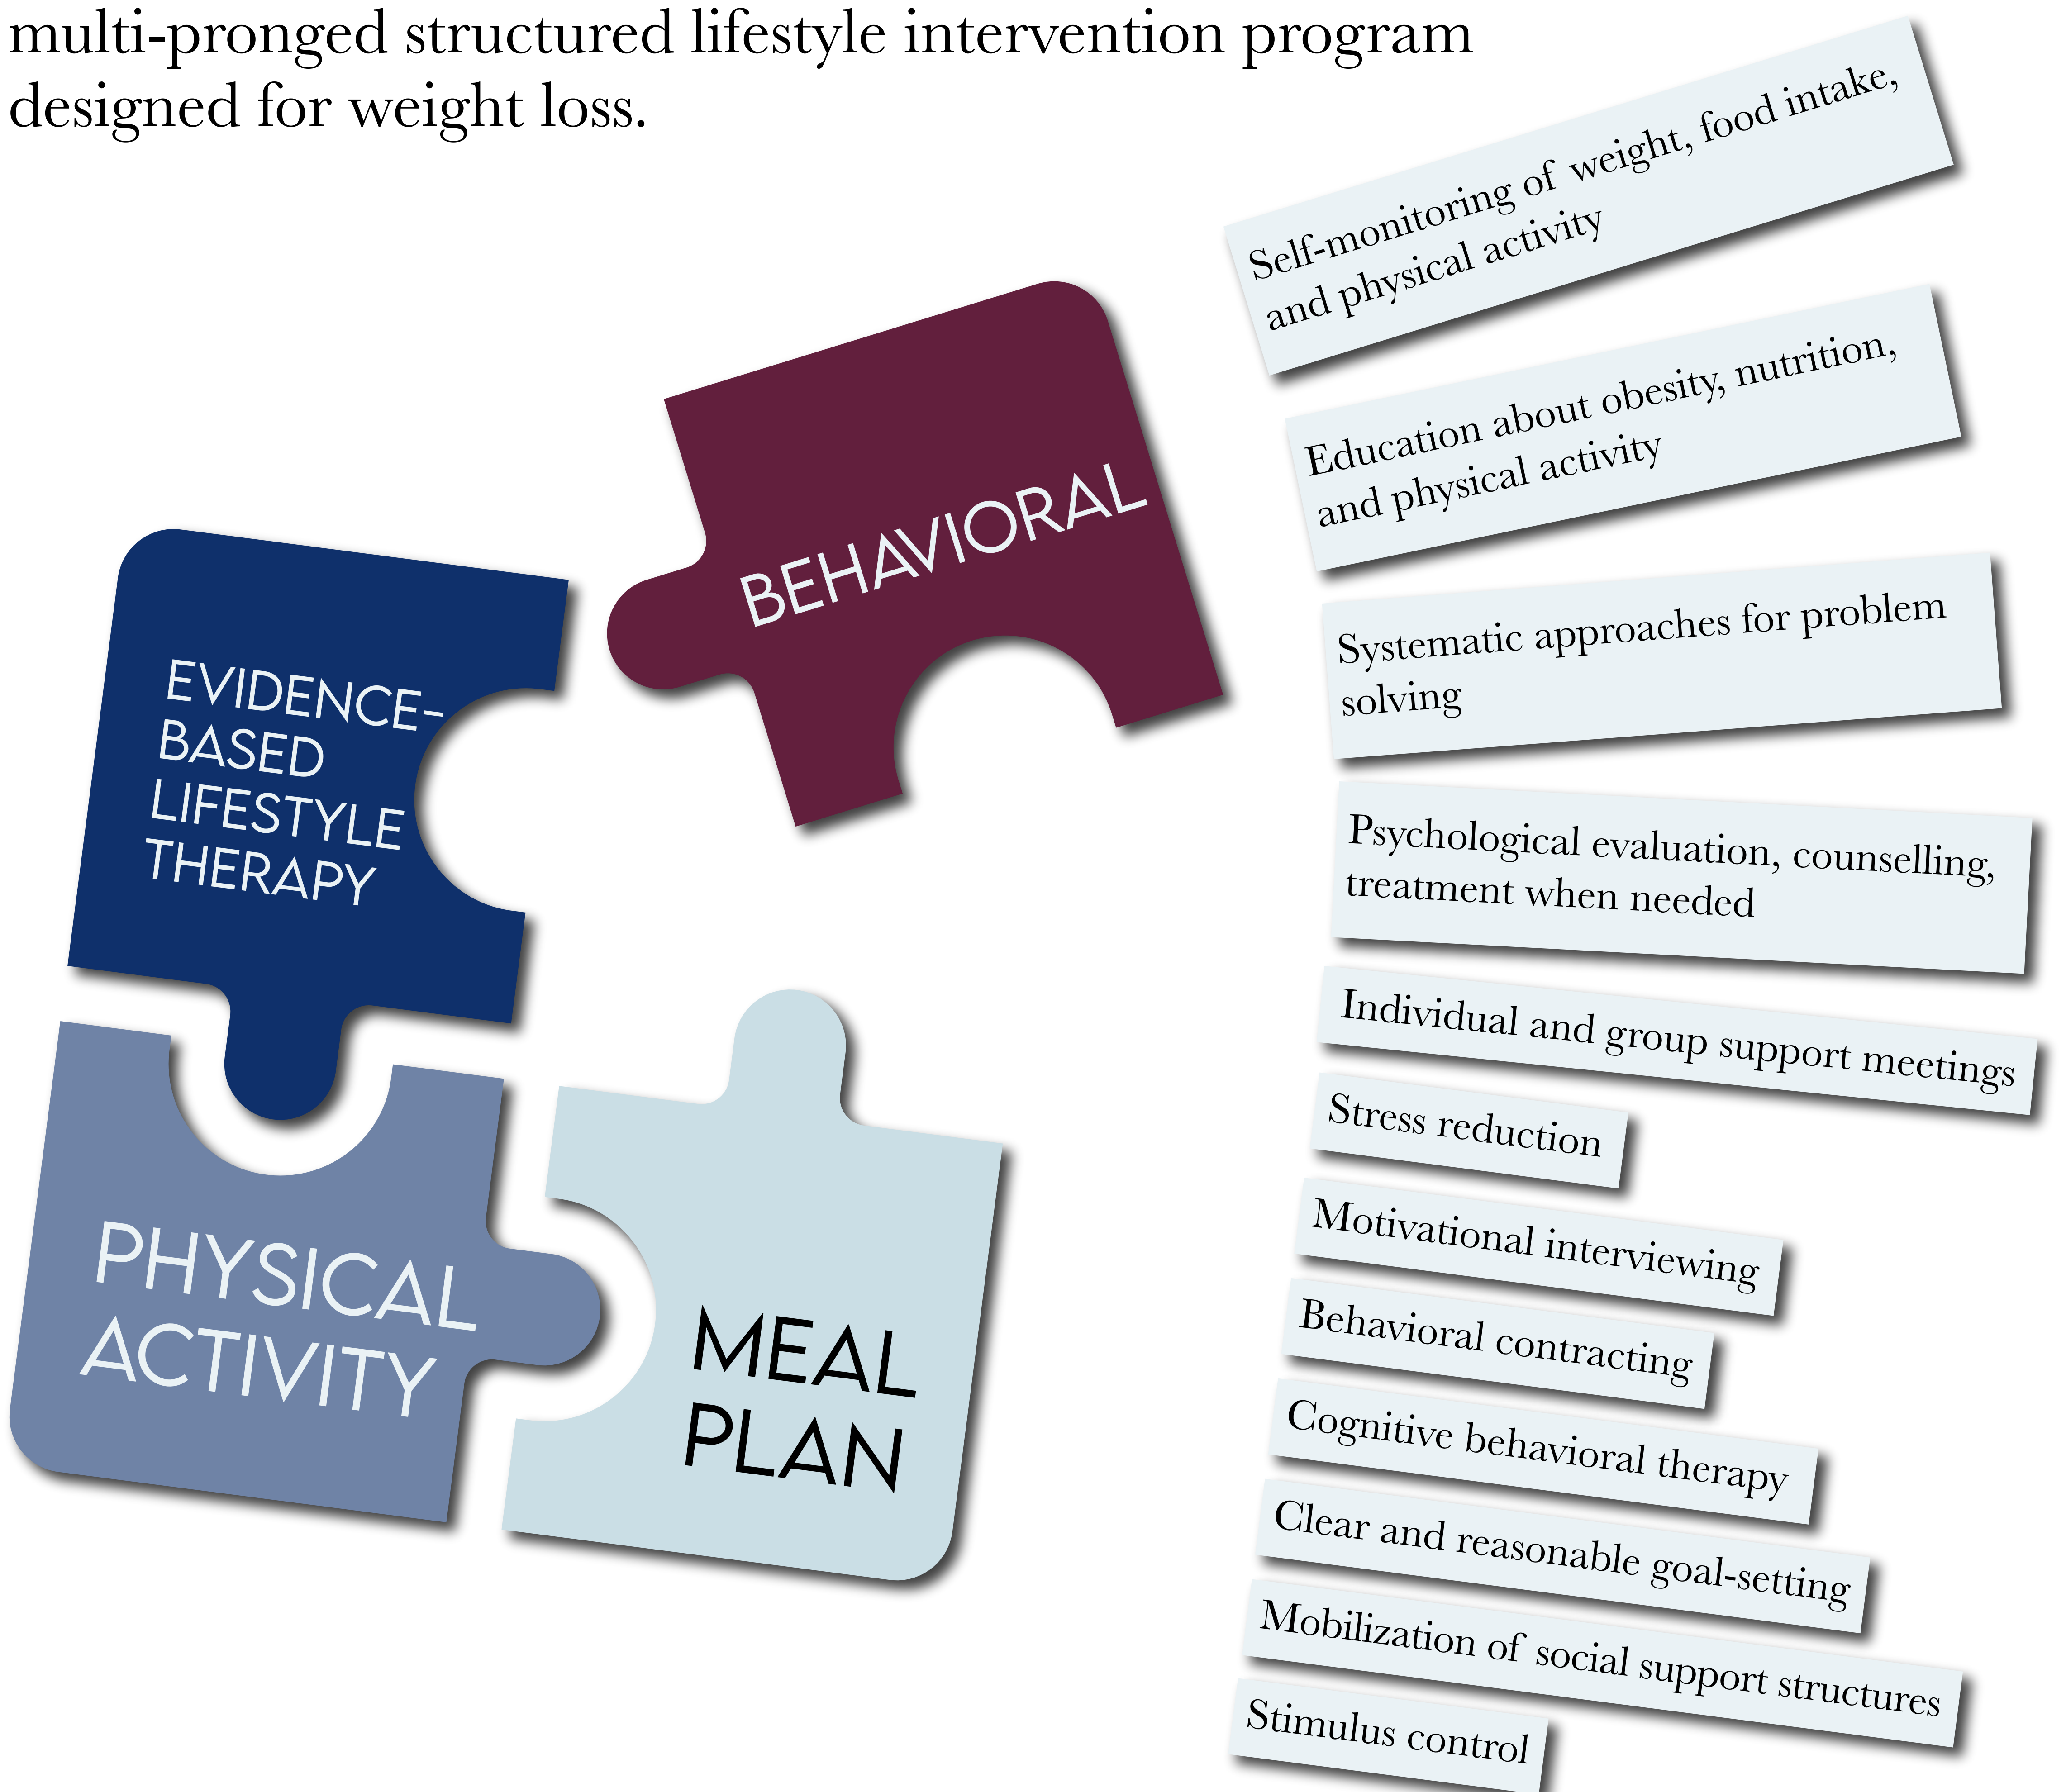 multi-pronged structured lifestyle intervention program
designed for weight loss.
EVIDENCE-
BASED
LIFESTYLE
THERAPY
BEHAVIORAL
PHYSICAL
ACTIVITY
MEAL
PLAN
Self-monitoring of weight, food intake,
and physical activity
Education about obesity, nutrition,
and physical activity
Systematic approaches for problem
solving
Psychological evaluation, counselling,
treatment when needed
Individual and group support meetings
Stress reduction
Motivational interviewing
Behavioral contracting
Cognitive behavioral therapy
Clear and reasonable goal-setting
Mobilization of social support structures
Stimulus control